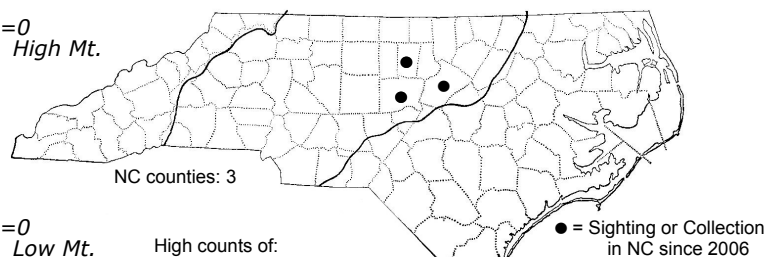 =0
High Mt.
NC counties: 3
=0
Low Mt.
High counts of:
● = Sighting or Collection
in NC since 2006